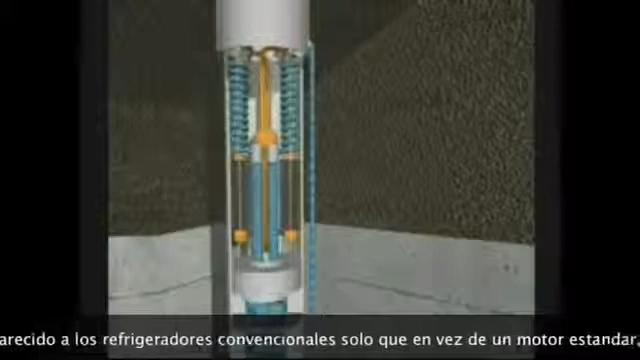 arecido a los refrigeradores convencionales solo que en vez de un motor estandar,